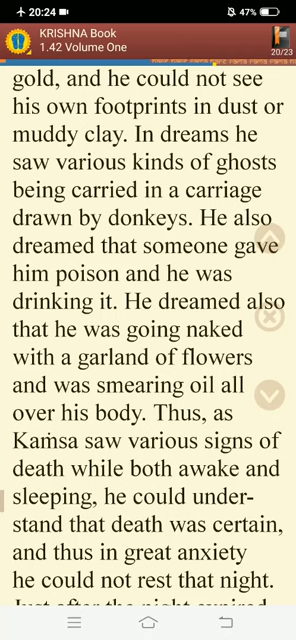 20:24
47%
KRISHNA Book
1.42 Volume One
20/23
gold, and he could not see
his own footprints in dust or
muddy clay. In dreams he
saw various kinds of ghosts
being carried in a carriage
drawn by donkeys. He also
dreamed that someone gave
him poison and he was
drinking it. He dreamed also
that he was going naked
with a garland of flowers
and was smearing oil all
over his body. Thus, as
Kaṁsa saw various signs of
death while both awake and
sleeping, he could under-
stand that death was certain,
and thus in great anxiety
he could not rest that night.
Just after the night expired